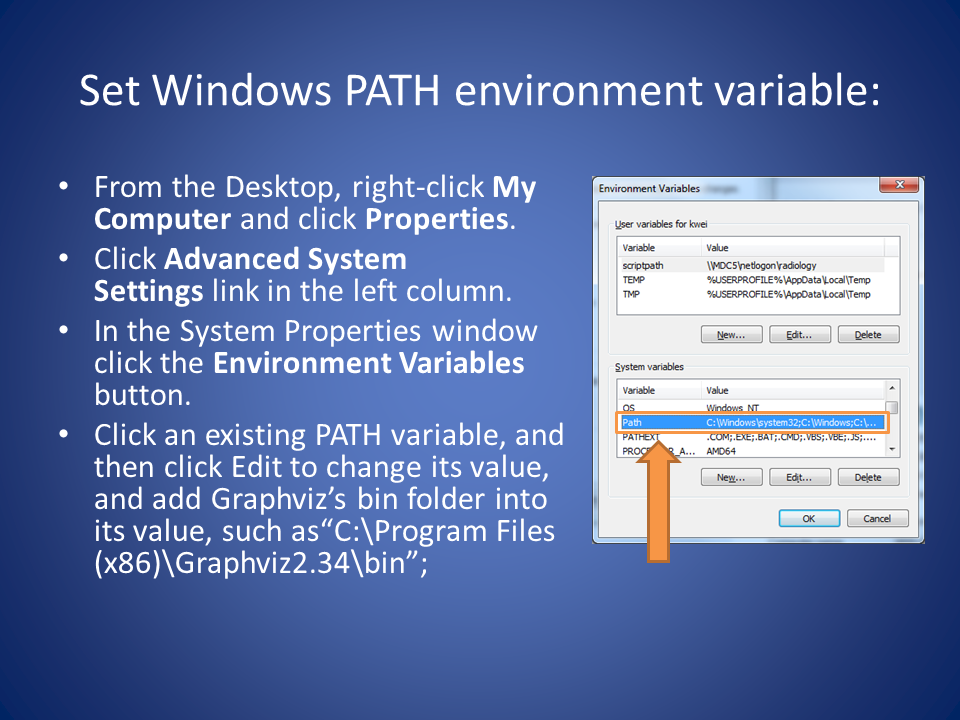 Set Windows PATH environment variable:
• From the Desktop, right-click My
Computer and click Properties.
• Click Advanced System
Settings link in the left column.
• In the System Properties window
click the Environment Variables
button.
• Click an existing PATH variable, and
then click Edit to change its value,
and add Graphviz’s bin folder into
its value, such as“C:\Program Files
(x86)\Graphviz2.34\bin”;
Environment Variables
User variables for kwei
Variable Value
scriptpath \\MDC5\netlogon\radiology
TEMP %USERPROFILE%\AppData\Local\Temp
TMP %USERPROFILE%\AppData\Local\Temp
New... Edit... Delete
System variables
Variable Value
OS Windows_NT
Path C:\Windows\system32;C:\Windows;C:\...
PATHEXT .COM;.EXE;.BAT;.CMD;.VBS;.VBE;.JS;....
PROCESSOR_A... AMD64
New... Edit... Delete
OK Cancel